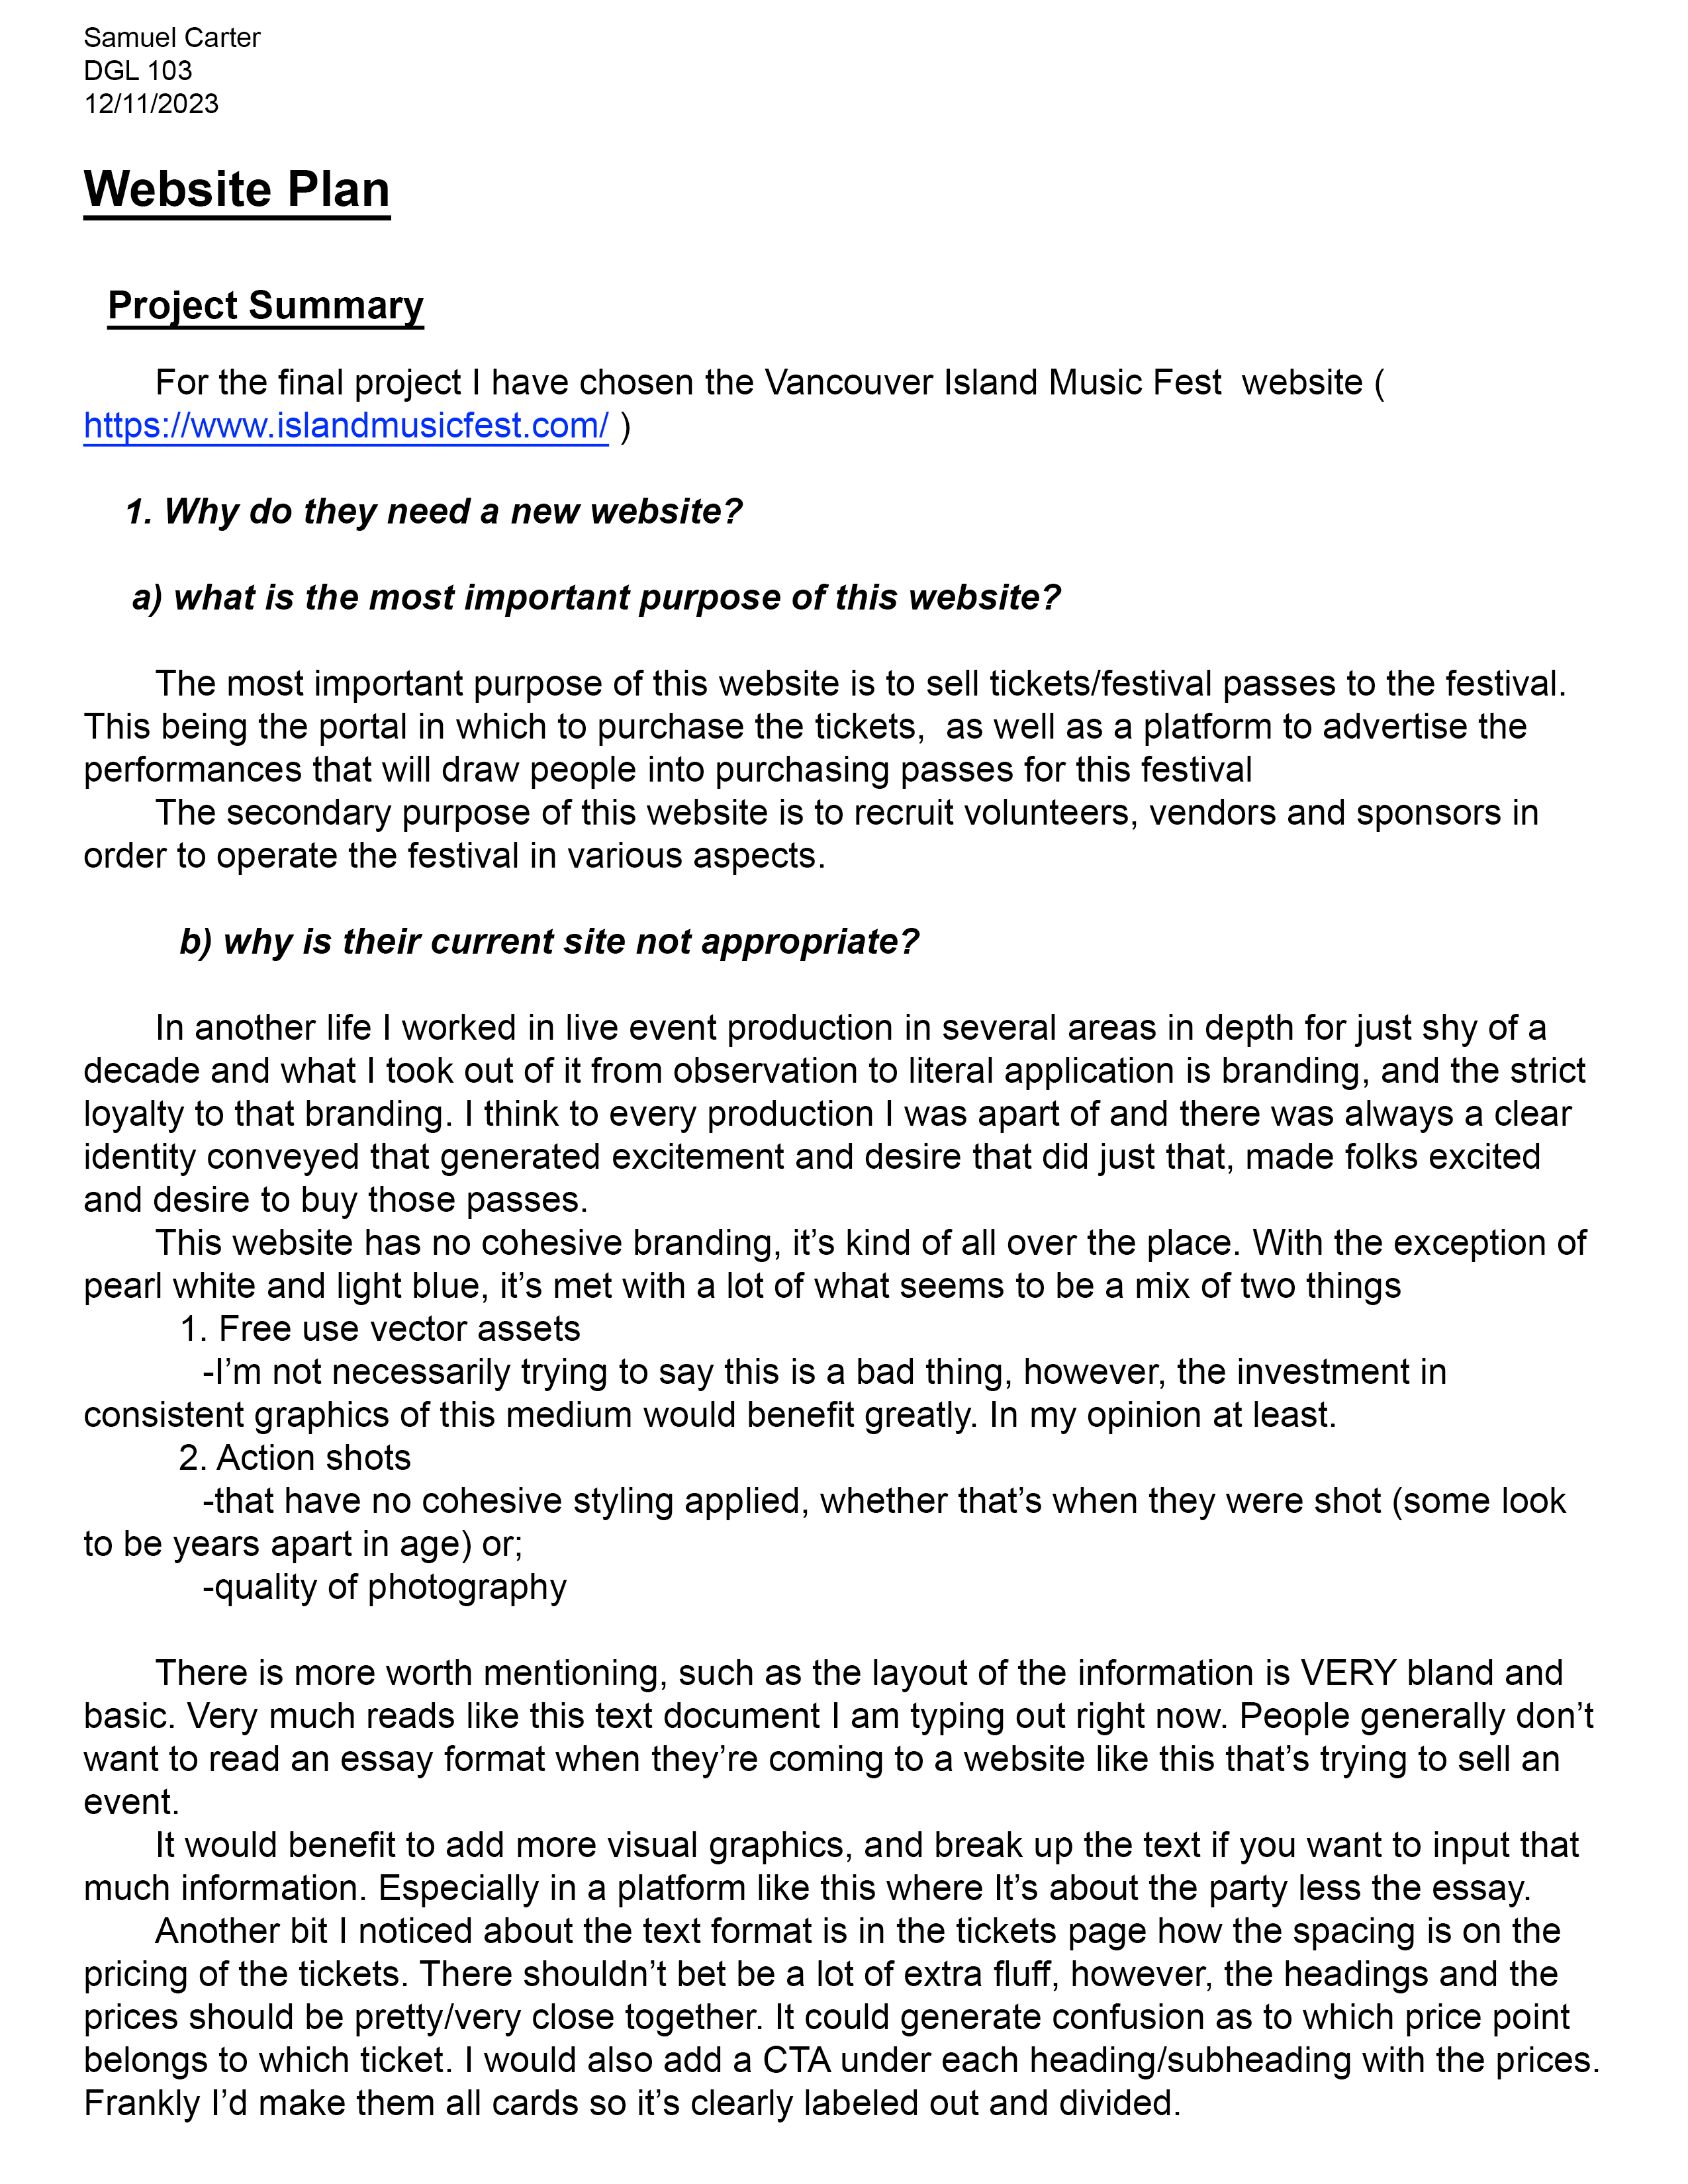 Samuel Carter
DGL 103
12/11/2023
Website Plan
Project Summary
For the final project I have chosen the Vancouver Island Music Fest  website (
https://www.islandmusicfest.com/ )
1. Why do they need a new website?
a) what is the most important purpose of this website?
The most important purpose of this website is to sell tickets/festival passes to the festival.
This being the portal in which to purchase the tickets,  as well as a platform to advertise the
performances that will draw people into purchasing passes for this festival
The secondary purpose of this website is to recruit volunteers, vendors and sponsors in
order to operate the festival in various aspects.
b) why is their current site not appropriate?
In another life I worked in live event production in several areas in depth for just shy of a
decade and what I took out of it from observation to literal application is branding, and the strict
loyalty to that branding. I think to every production I was apart of and there was always a clear
identity conveyed that generated excitement and desire that did just that, made folks excited
and desire to buy those passes.
This website has no cohesive branding, it’s kind of all over the place. With the exception of
pearl white and light blue, it’s met with a lot of what seems to be a mix of two things
1. Free use vector assets
-I’m not necessarily trying to say this is a bad thing, however, the investment in
consistent graphics of this medium would benefit greatly. In my opinion at least.
2. Action shots
-that have no cohesive styling applied, whether that’s when they were shot (some look
to be years apart in age) or;
-quality of photography
There is more worth mentioning, such as the layout of the information is VERY bland and
basic. Very much reads like this text document I am typing out right now. People generally don’t
want to read an essay format when they’re coming to a website like this that’s trying to sell an
event.
It would benefit to add more visual graphics, and break up the text if you want to input that
much information. Especially in a platform like this where It’s about the party less the essay.
Another bit I noticed about the text format is in the tickets page how the spacing is on the
pricing of the tickets. There shouldn’t bet be a lot of extra fluff, however, the headings and the
prices should be pretty/very close together. It could generate confusion as to which price point
belongs to which ticket. I would also add a CTA under each heading/subheading with the prices.
Frankly I’d make them all cards so it’s clearly labeled out and divided.